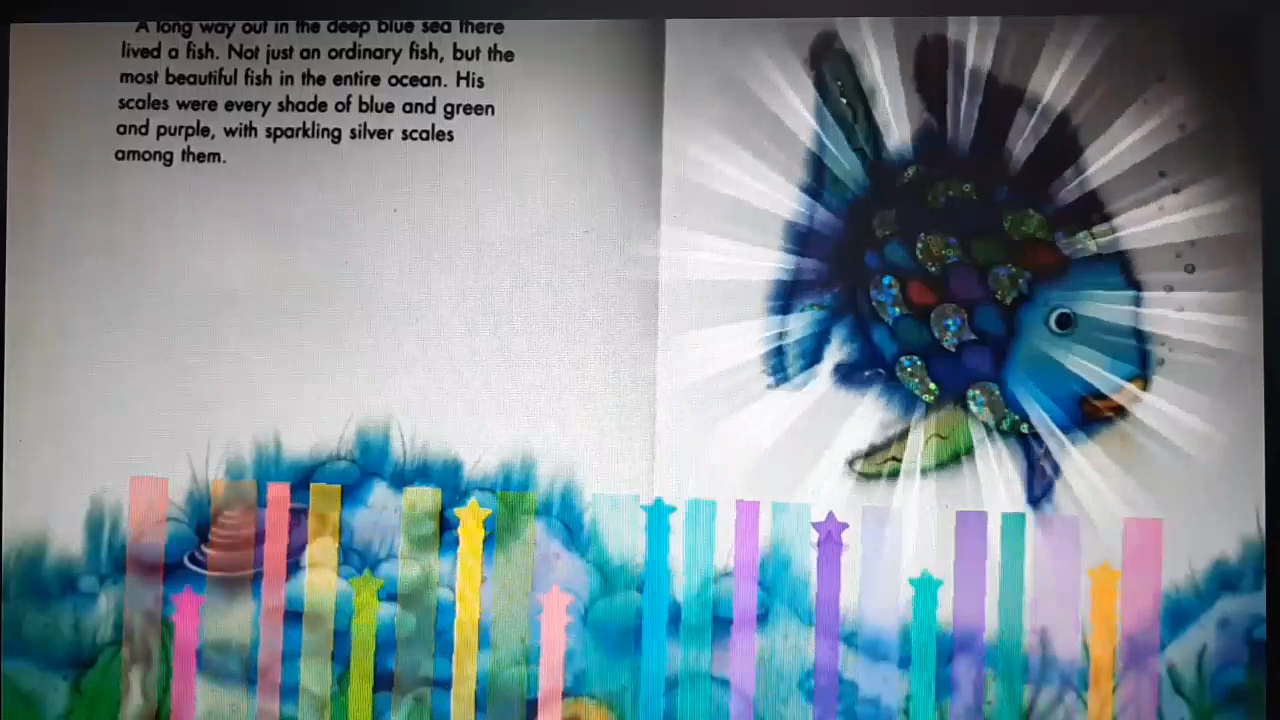 A long way out in the deep blue sea there
lived a fish. Not just an ordinary fish, but the
most beautiful fish in the entire ocean. His
scales were every shade of blue and green
and purple, with sparkling silver scales
among them.